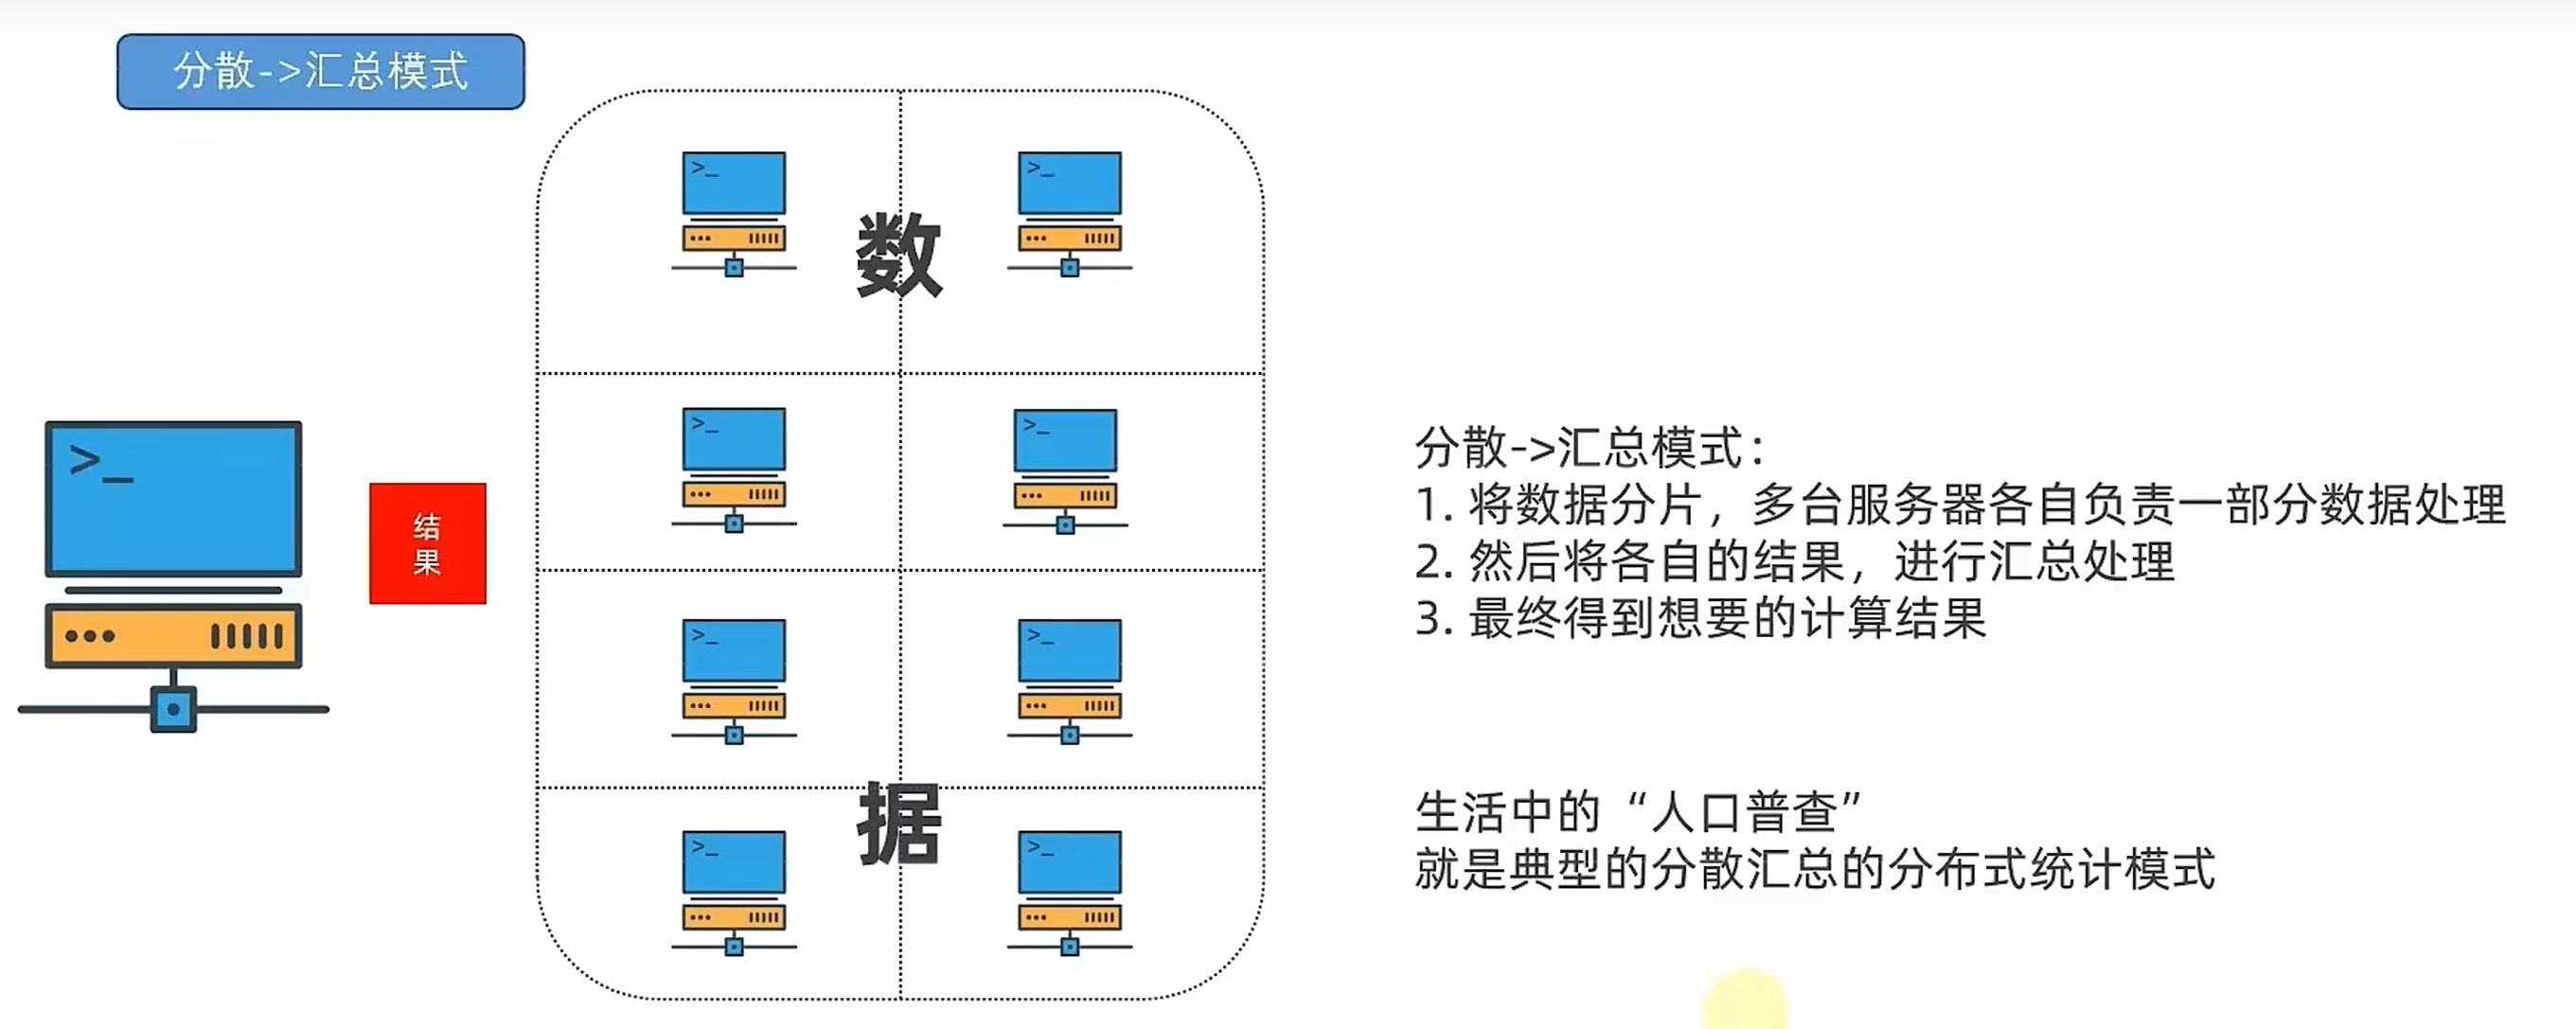 分散->汇总模式
>_
>_
数
>_
>_
>_
结
果
>_
>_
据
>_
>_
分散->汇总模式：
1. 将数据分片，多台服务器各自负责一部分数据处理
2. 然后将各自的结果，进行汇总处理
3. 最终得到想要的计算结果
生活中的“人口普查”
就是典型的分散汇总的分布式统计模式